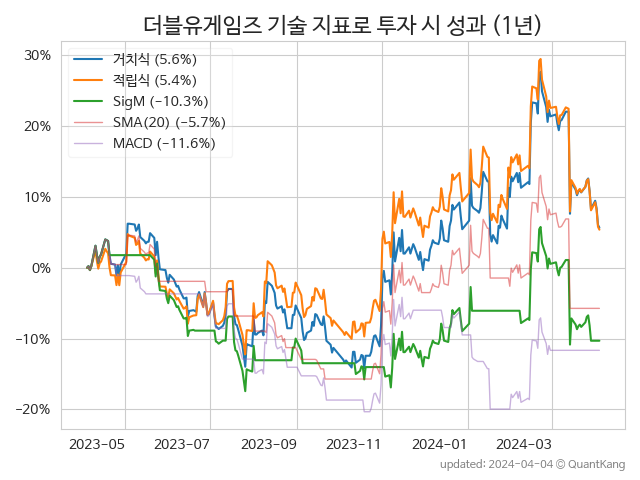 더블유게임즈 기술 지표로 투자 시 성과 (1년)
거치식 (5.6%)
적립식 (5.4%)
SigM (−10.3%)
SMA(20) (−5.7%)
MACD (−11.6%)
30%
20%
10%
0%
−10%
−20%
2023-05
2023-07
2023-09
2023-11
2024-01
2024-03
updated: 2024-04-04 © QuantKang